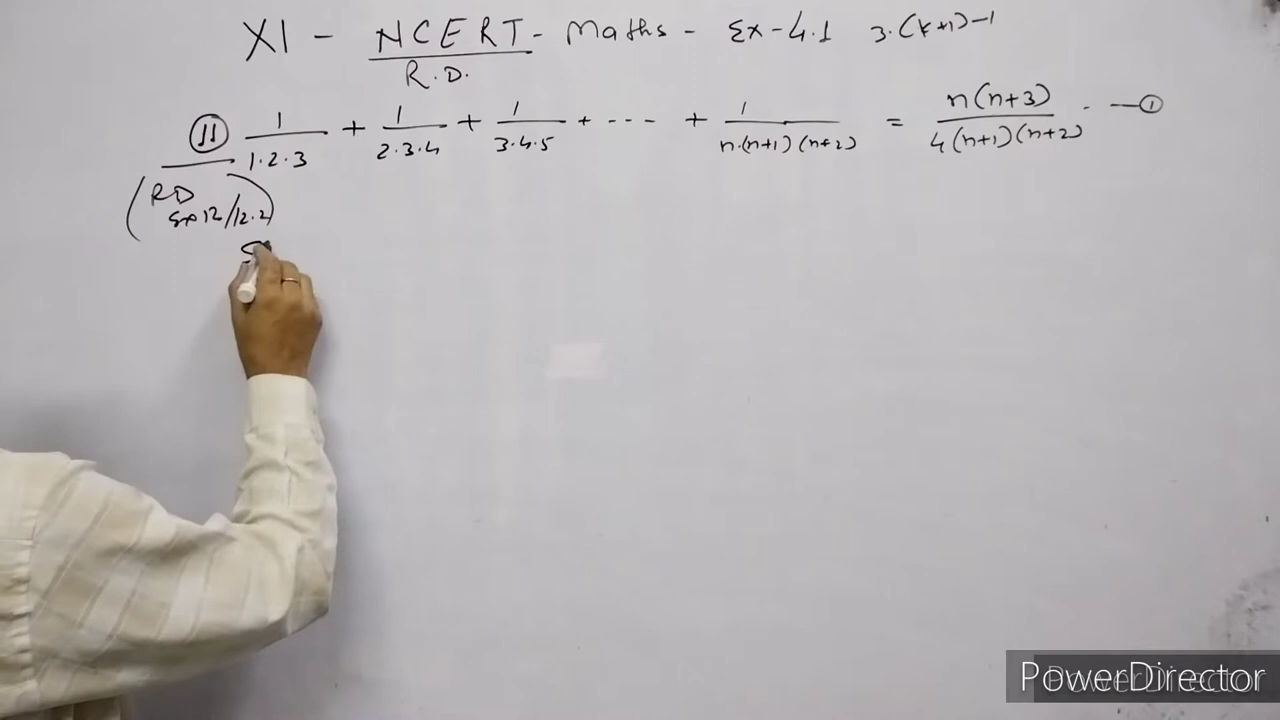 XI - NCERT - Maths - Ex-4.1 3.(k+1)-1
R.D.
(11) 1/1.2.3 + 1/2.3.4 + 1/3.4.5 + ---- + 1/n.(n+1)(n+2) = n(n+3)/4(n+1)(n+2) . —(1)
(RD
12/12.2)
PowerDirector